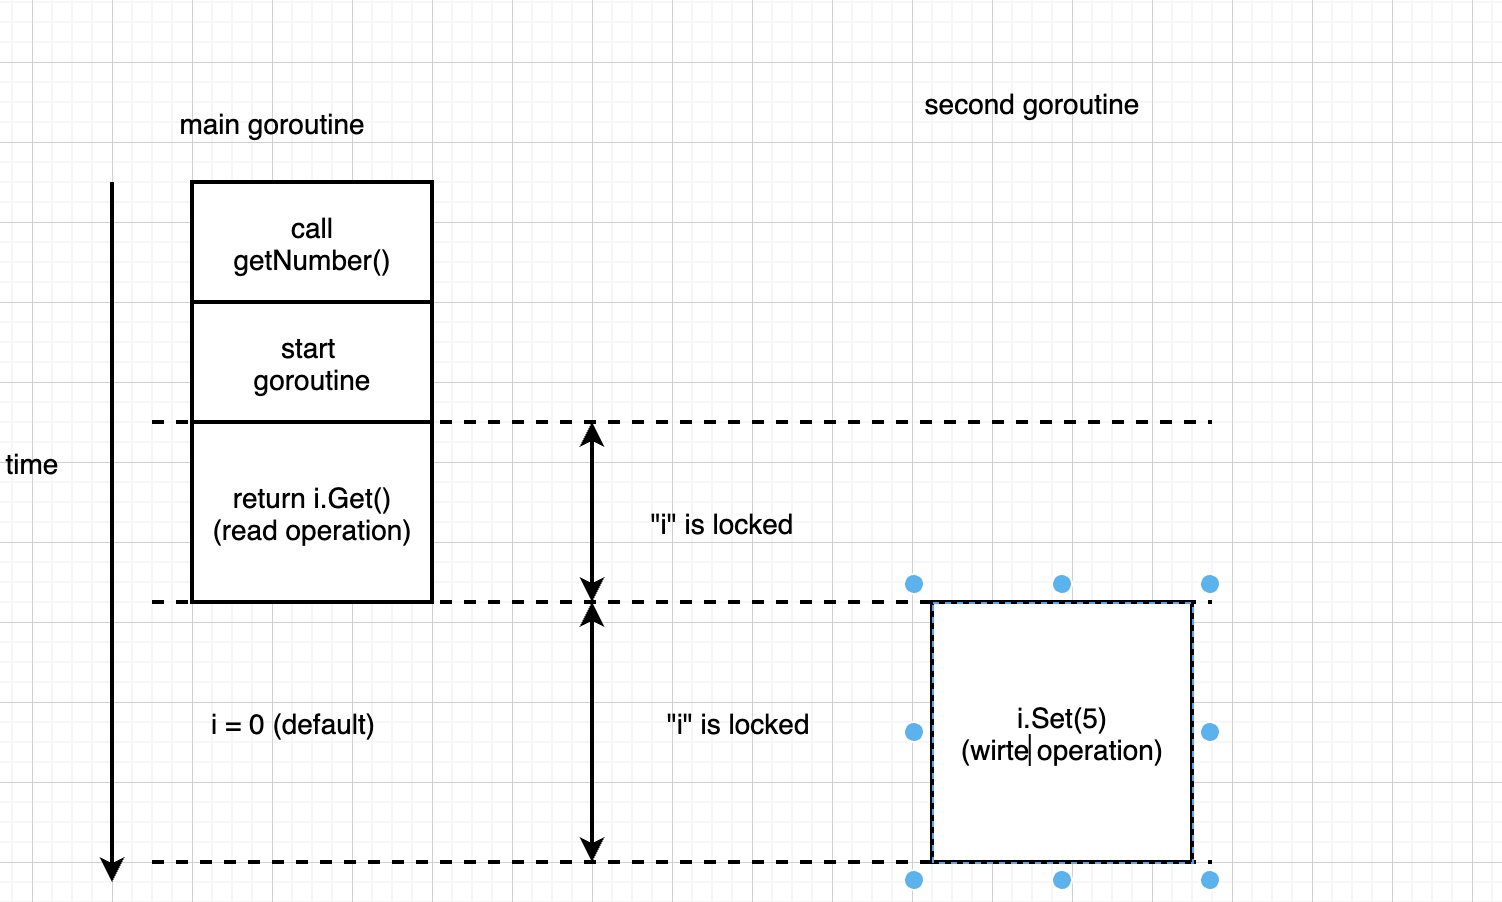 second goroutine
main goroutine
call
getNumber()
start
goroutine
time
return i.Get()
(read operation)
"i" is locked
i = 0 (default)
"i" is locked
i.Set(5)
(wirte operation)